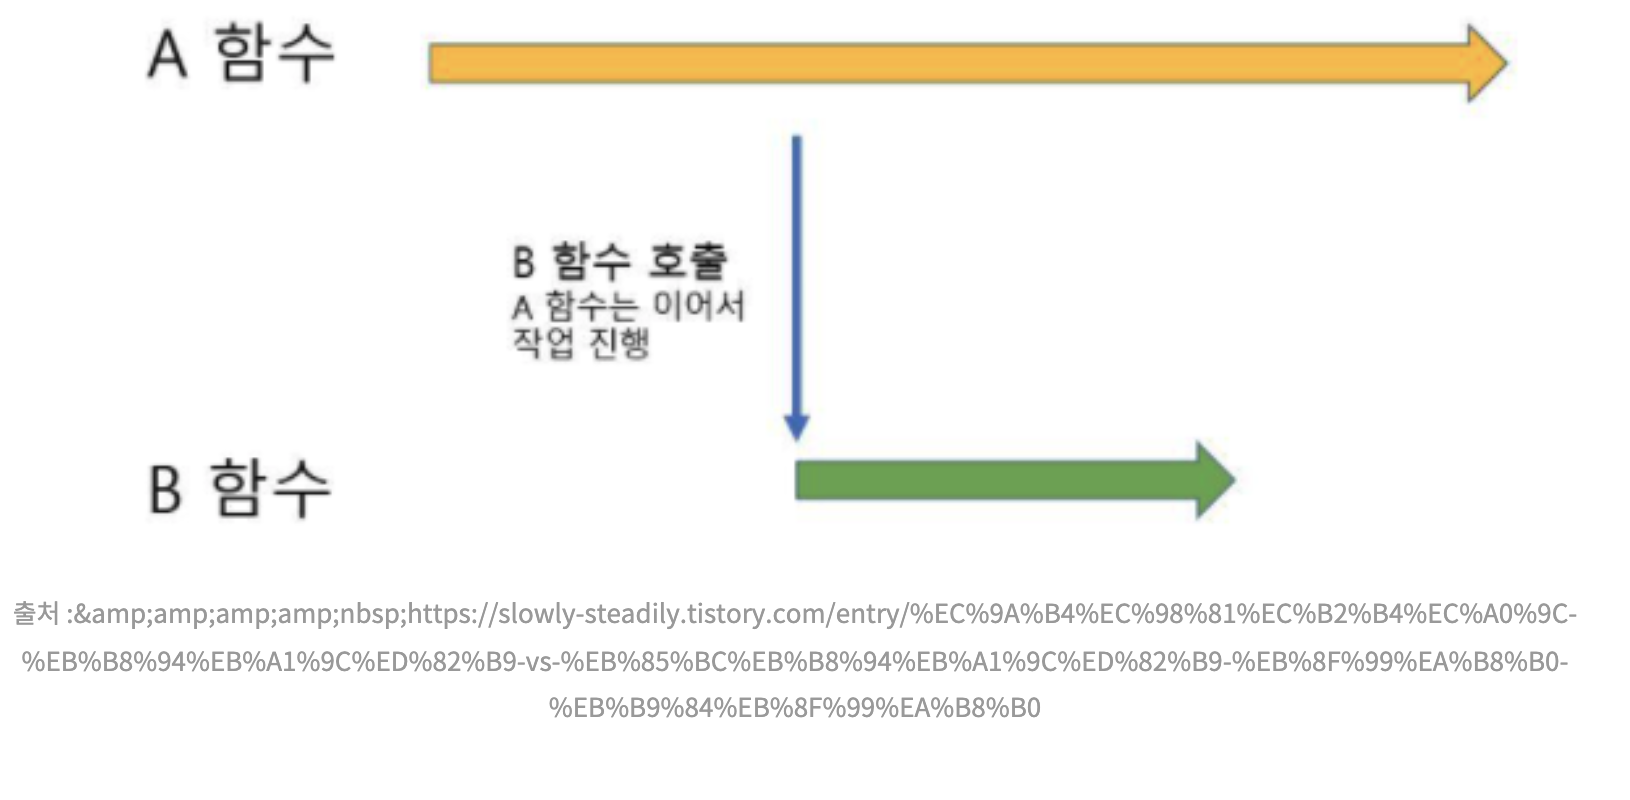 A 함수
B 함수 호출
A 함수는 이어서
작업 진행
B 함수
출처 :&amp;amp;amp;amp;nbsp;https://slowly-steadily.tistory.com/entry/%EC%9A%B4%EC%98%81%EC%B2%B4%EC%A0%9C-
%EB%B8%94%EB%A1%9C%ED%82%B9-vs-%EB%85%BC%EB%B8%94%EB%A1%9C%ED%82%B9-%EB%8F%99%EA%B8%B0-
%EB%B9%84%EB%8F%99%EA%B8%B0